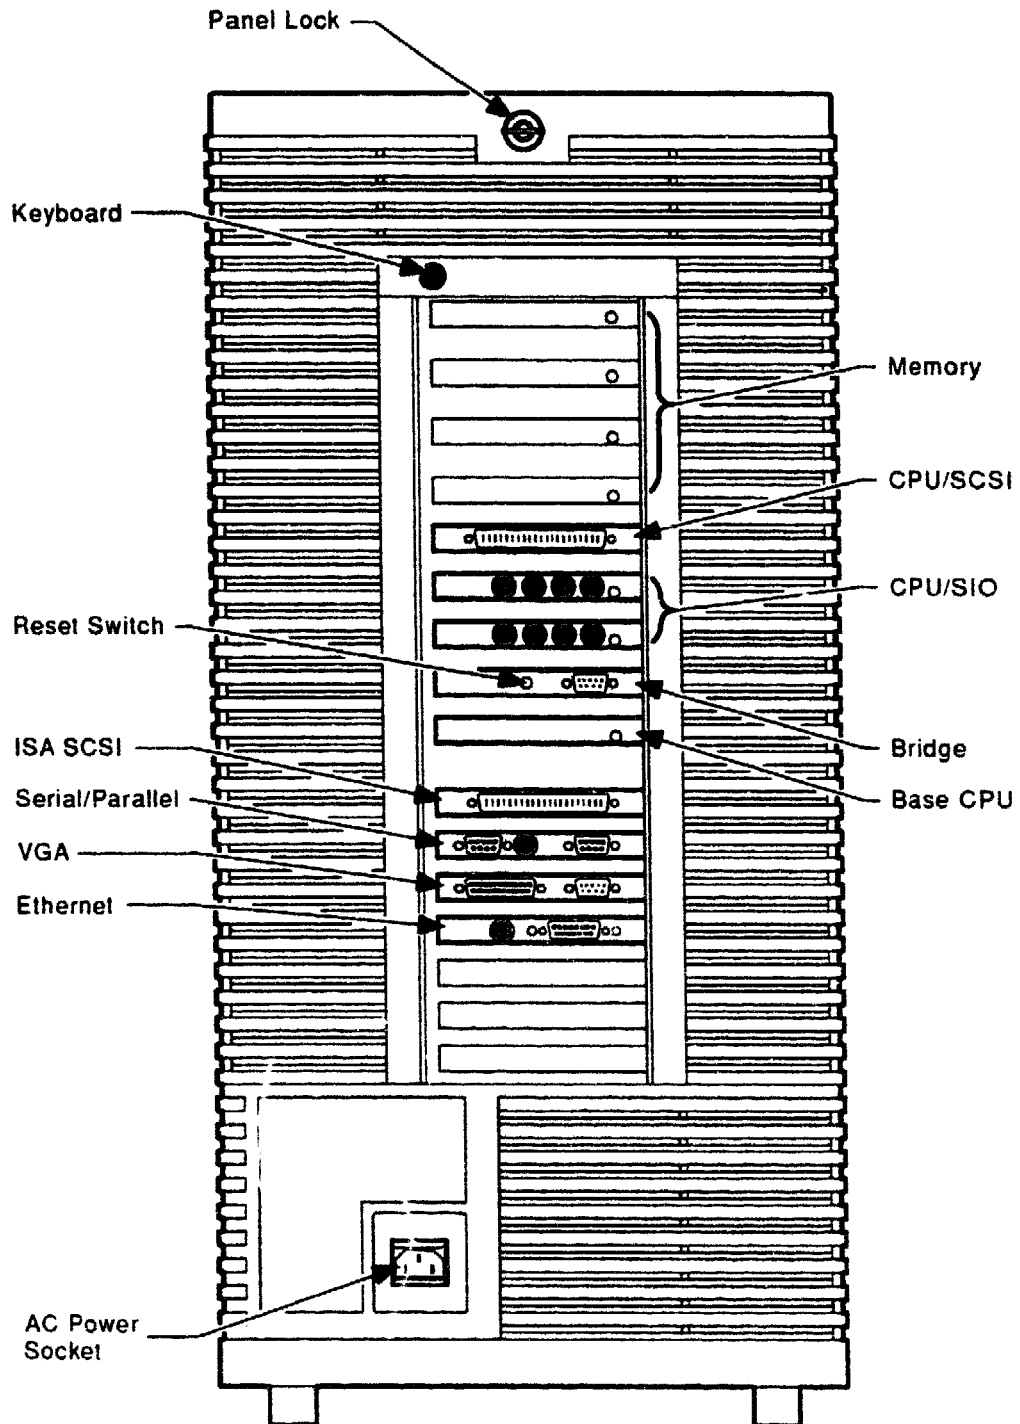 Panel Lock
Keyboard
Memory
CPU/SCSI
CPU/SIO
Reset Switch
ISA SCSI
Bridge
Serial/Parallel
Base CPU
VGA
Ethernet
AC Power
Socket